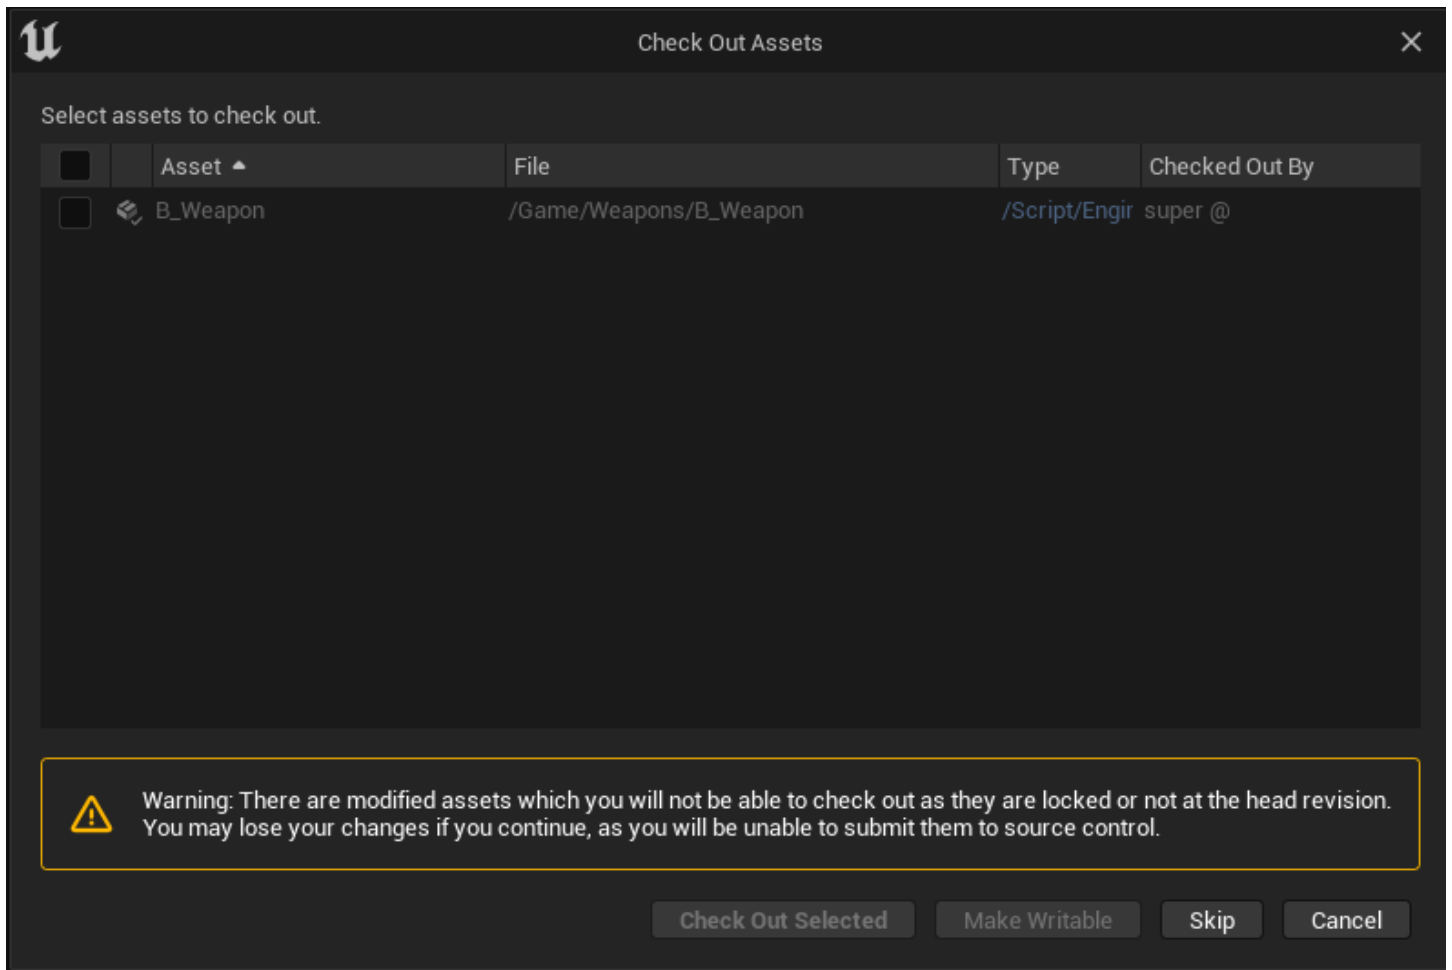 Check Out Assets
Select assets to check out.
Asset File Type Checked Out By
B_Weapon /Game/Weapons/B_Weapon /Script/Engir super @
Warning: There are modified assets which you will not be able to check out as they are locked or not at the head revision.
You may lose your changes if you continue, as you will be unable to submit them to source control.
Check Out Selected Make Writable Skip Cancel